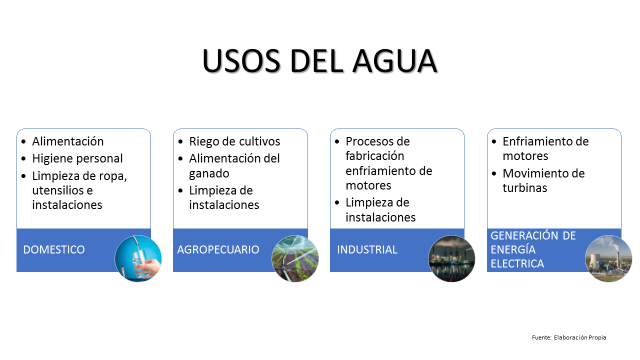 USOS DEL AGUA
• Alimentación
• Higiene personal
• Limpieza de ropa,
utensilios e
instalaciones
DOMESTICO
• Riego de cultivos
• Alimentación del
ganado
• Limpieza de
instalaciones
AGROPECUARIO
• Procesos de
fabricación
enfriamiento de
motores
• Limpieza de
instalaciones
INDUSTRIAL
• Enfriamiento de
motores
• Movimiento de
turbinas
GENERACIÓN DE
ENERGÍA
ELECTRICA
Fuente: Elaboración Propia